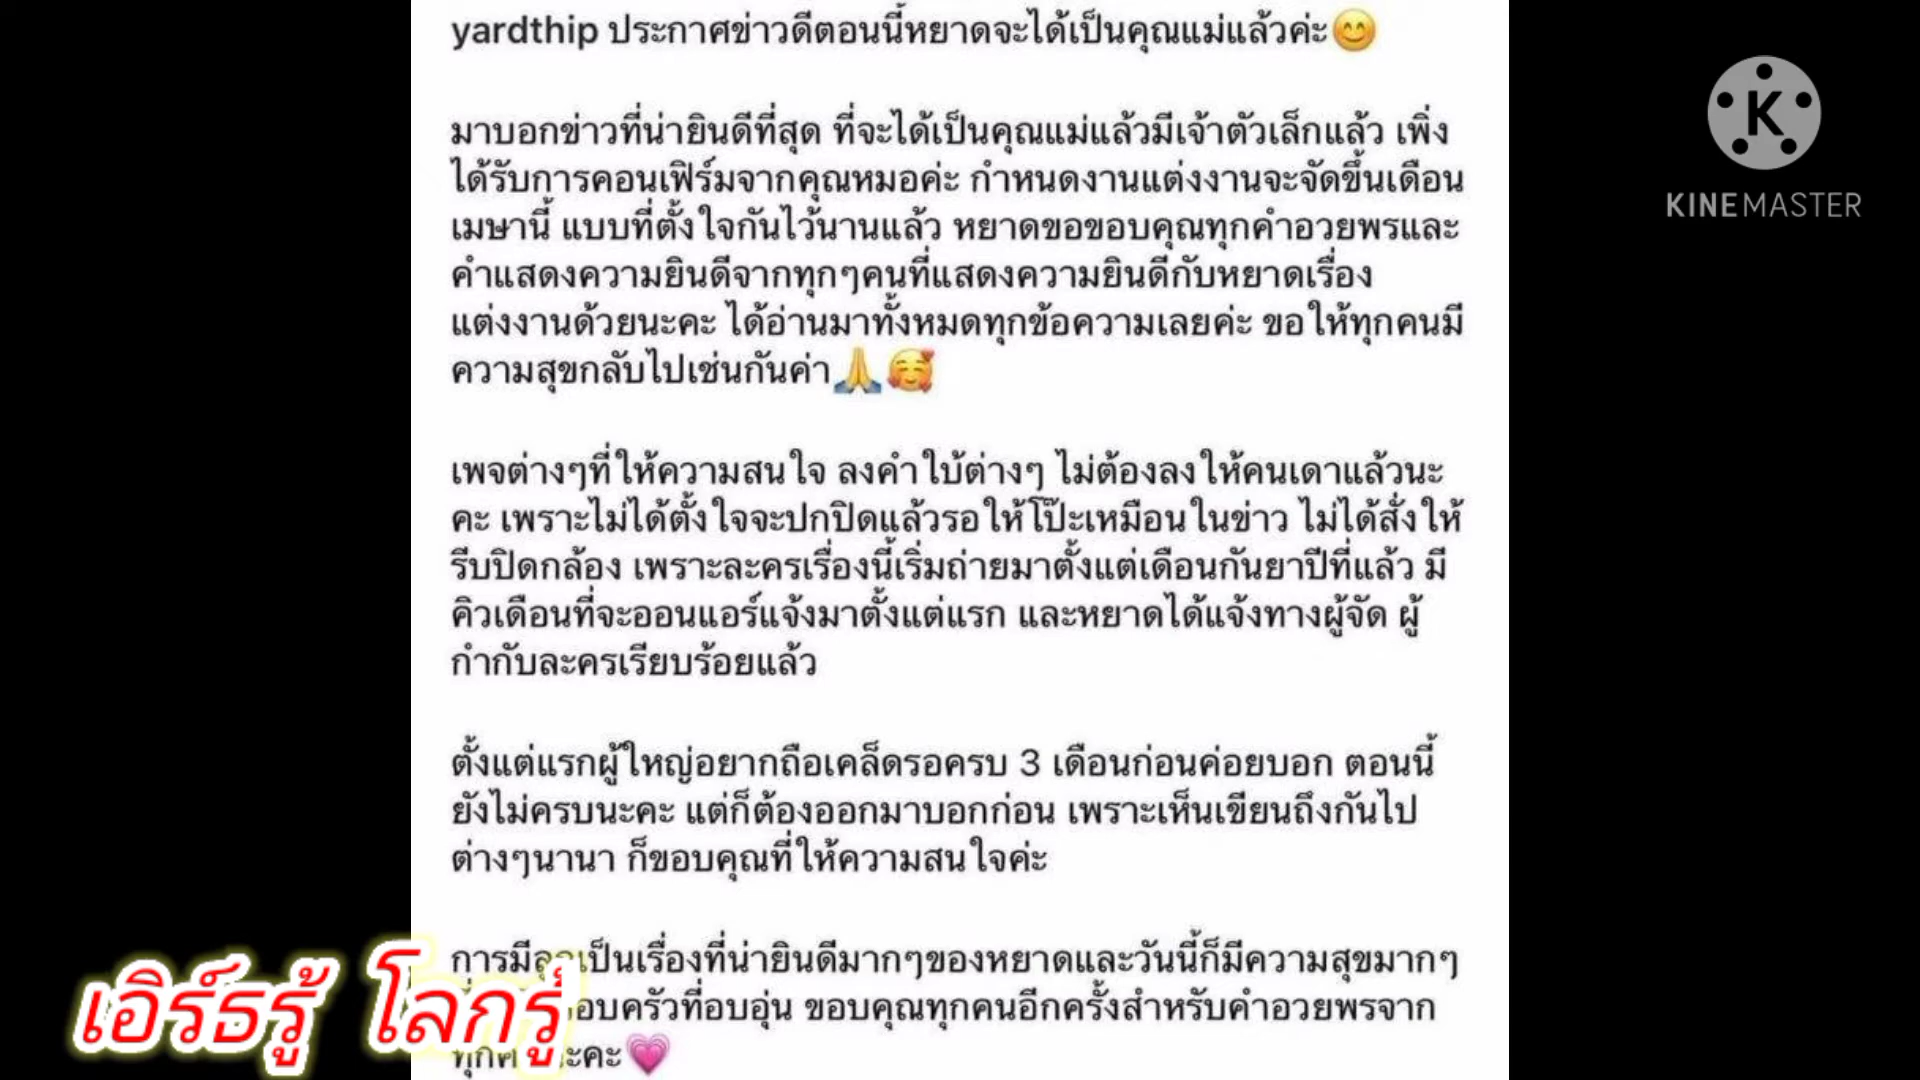 yardthip ประกาศข่าวดีตอนนี้หยาดจะได้เป็นคุณแม่แล้วค่ะ😊
มาบอกข่าวที่น่ายินดีที่สุด ที่จะได้เป็นคุณแม่แล้วมีเจ้าตัวเล็กแล้ว เพิ่ง
ได้รับการคอนเฟิร์มจากคุณหมอค่ะ กำหนดงานแต่งงานจะจัดขึ้นเดือน
เมษานี้ แบบที่ตั้งใจกันไว้นานแล้ว หยาดขอขอบคุณทุกคำอวยพรและ
คำแสดงความยินดีจากทุกๆคนที่แสดงความยินดีกับหยาดเรื่อง
แต่งงานด้วยนะคะ ได้อ่านมาทั้งหมดทุกข้อความเลยค่ะ ขอให้ทุกคนมี
ความสุขกลับไปเช่นกันค่า🙏🥰
เพจต่างๆที่ให้ความสนใจ ลงคำใบ้ต่างๆ ไม่ต้องลงให้คนเดาแล้วนะ
คะ เพราะไม่ได้ตั้งใจจะปกปิดแล้วรอให้โป๊ะเหมือนในข่าว ไม่ได้สั่งให้
รีบปิดกล้อง เพราะละครเรื่องนี้เริ่มถ่ายมาตั้งแต่เดือนกันยาปีที่แล้ว มี
คิวเดือนที่จะออนแอร์แจ้งมาตั้งแต่แรก และหยาดได้แจ้งทางผู้จัด ผู้
กำกับละครเรียบร้อยแล้ว
ตั้งแต่แรกผู้ใหญ่อยากถือเคล็ดรอครบ 3 เดือนก่อนค่อยบอก ตอนนี้
ยังไม่ครบนะคะ แต่ก็ต้องออกมาบอกก่อน เพราะเห็นเขียนถึงกันไป
ต่างๆนานา ก็ขอบคุณที่ให้ความสนใจค่ะ
การมีลูกเป็นเรื่องที่น่ายินดีมากๆของหยาดและวันนี้ก็มีความสุขมากๆ
อบครัวที่อบอุ่น ขอบคุณทุกคนอีกครั้งสำหรับคำอวยพรจาก
ะคะ💗
KINEMASTER
เอิร์ธรู้ โลกรู้